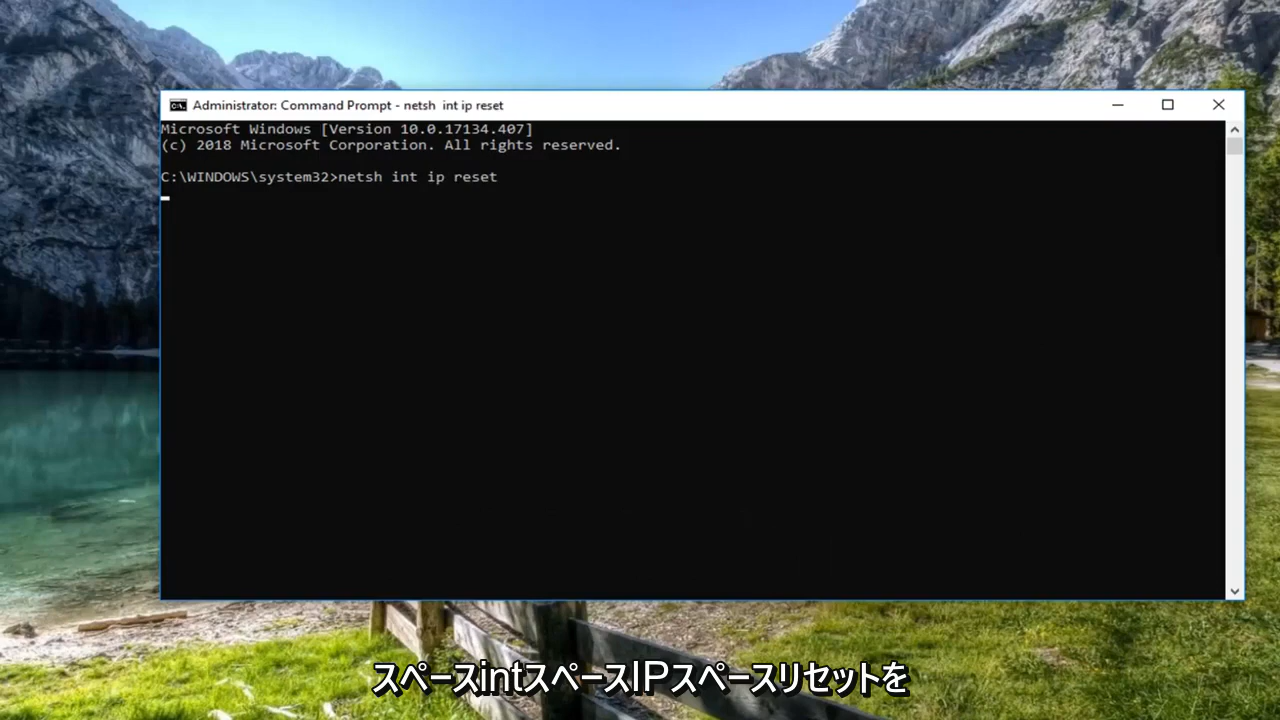 Administrator: Command Prompt - netsh  int ip reset
Microsoft Windows [Version 10.0.17134.407]
(c) 2018 Microsoft Corporation. All rights reserved.
C:\WINDOWS\system32>netsh int ip reset
スペースintスペースIPスペースリセットを